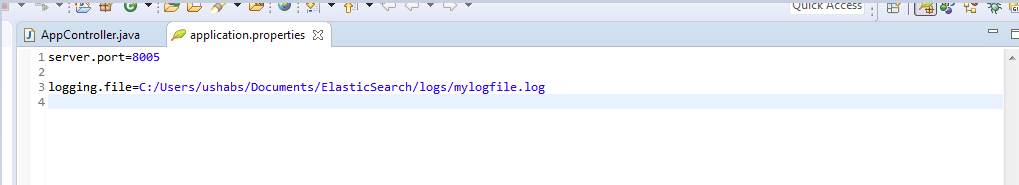 Quick Access
AppController.java
application.properties
1 server.port=8005
2
3 logging.file=C:/Users/ushabs/Documents/ElasticSearch/logs/mylogfile.log
4